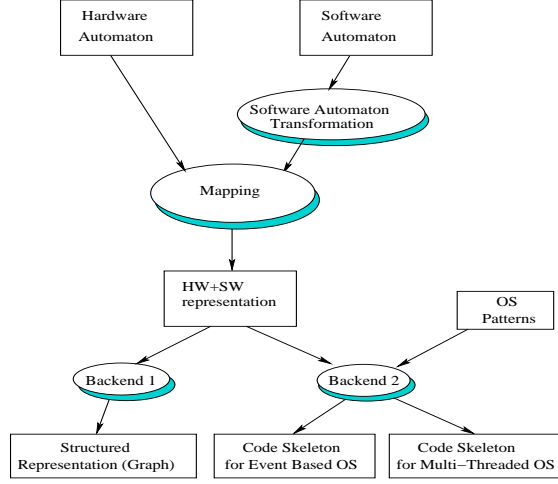 Hardware
Automaton
Software
Automaton
Software Automaton
Transformation
Mapping
HW+SW
representation
OS
Patterns
Backend 1
Backend 2
Structured
Representation (Graph)
Code Skeleton
for Event Based OS
Code Skeleton
for Multi-Threaded OS